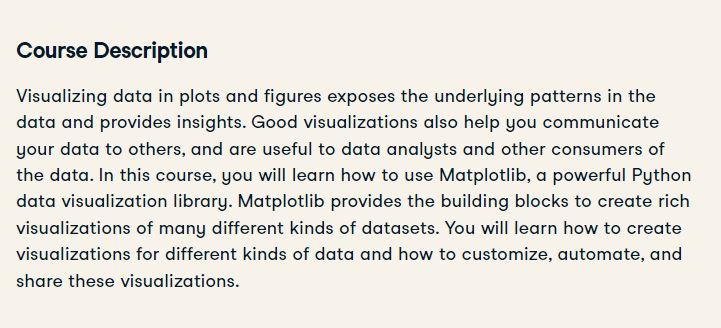 Course Description
Visualizing data in plots and figures exposes the underlying patterns in the
data and provides insights. Good visualizations also help you communicate
your data to others, and are useful to data analysts and other consumers of
the data. In this course, you will learn how to use Matplotlib, a powerful Python
data visualization library. Matplotlib provides the building blocks to create rich
visualizations of many different kinds of datasets. You will learn how to create
visualizations for different kinds of data and how to customize, automate, and
share these visualizations.